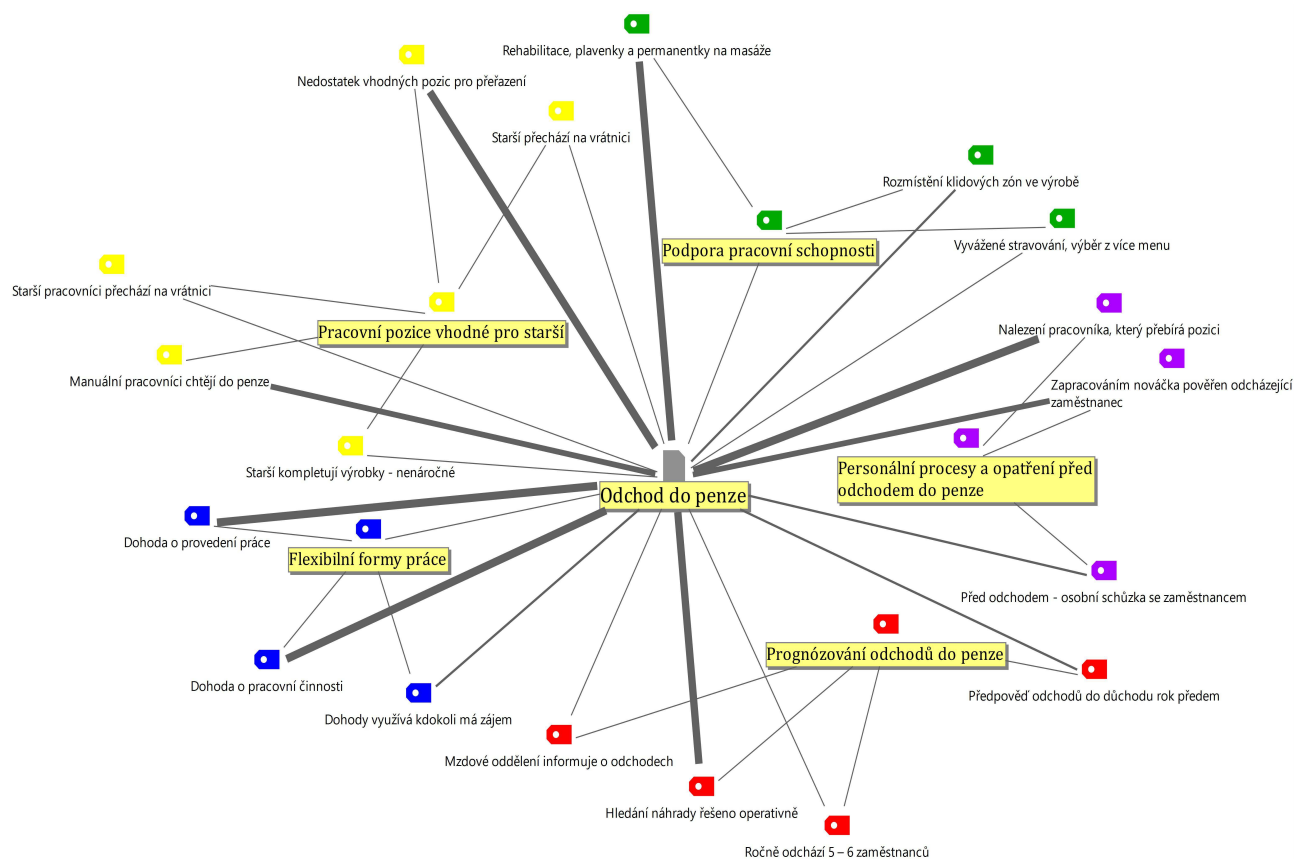 Rehabilitace, plavenky a permanentky na masáže
Nedostatek vhodných pozic pro přeřazení
Starší přechází na vrátnici
Rozmístění klidových zón ve výrobě
Podpora pracovní schopnosti
Vyvážené stravování, výběr z více menu
Starší pracovníci přechází na vrátnici
Pracovní pozice vhodné pro starší
Nalezení pracovníka, který přebírá pozici
Manuální pracovníci chtějí do penze
Zapracováním nováčka pověřen odcházející
zaměstnanec
Starší kompletují výrobky - nenáročné
Personální procesy a opatření před
odchodem do penze
Odchod do penze
Dohoda o provedení práce
Flexibilní formy práce
Před odchodem - osobní schůzka se zaměstnancem
Prognózování odchodů do penze
Dohoda o pracovní činnosti
Předpověď odchodů do důchodu rok předem
Dohody využívá kdokoli má zájem
Mzdové oddělení informuje o odchodech
Hledání náhrady řešeno operativně
Ročně odchází 5 – 6 zaměstnanců